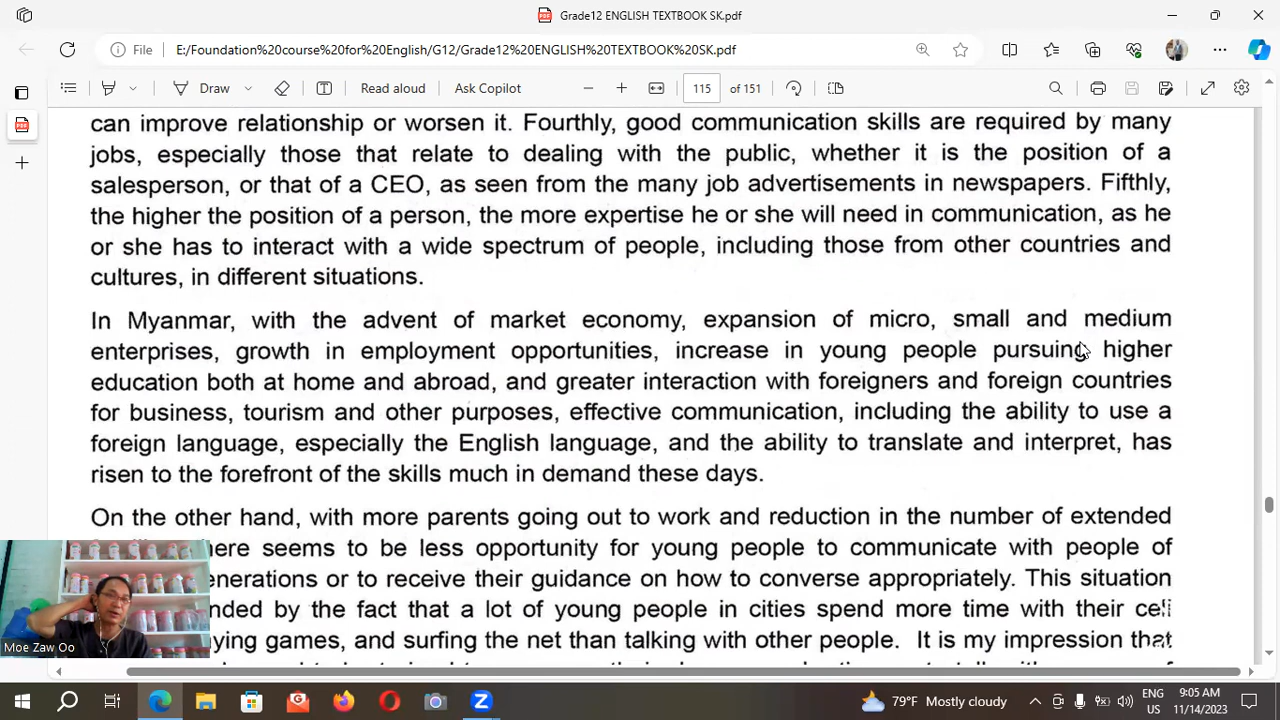 Grade12 ENGLISH TEXTBOOK SK.pdf
File E:/Foundation%20course%20for%20English/G12/Grade12%20ENGLISH%20TEXTBOOK%20SK.pdf
Draw Read aloud Ask Copilot 115 of 151
can improve relationship or worsen it. Fourthly, good communication skills are required by many
jobs, especially those that relate to dealing with the public, whether it is the position of a
salesperson, or that of a CEO, as seen from the many job advertisements in newspapers. Fifthly,
the higher the position of a person, the more expertise he or she will need in communication, as he
or she has to interact with a wide spectrum of people, including those from other countries and
cultures, in different situations.
In Myanmar, with the advent of market economy, expansion of micro, small and medium
enterprises, growth in employment opportunities, increase in young people pursuing higher
education both at home and abroad, and greater interaction with foreigners and foreign countries
for business, tourism and other purposes, effective communication, including the ability to use a
foreign language, especially the English language, and the ability to translate and interpret, has
risen to the forefront of the skills much in demand these days.
On the other hand, with more parents going out to work and reduction in the number of extended
here seems to be less opportunity for young people to communicate with people of
enerations or to receive their guidance on how to converse appropriately. This situation
nded by the fact that a lot of young people in cities spend more time with their cell
ying games, and surfing the net than talking with other people. It is my impression that
Moe Zaw Oo
79°F Mostly cloudy ENG US 9:05 AM 11/14/2023